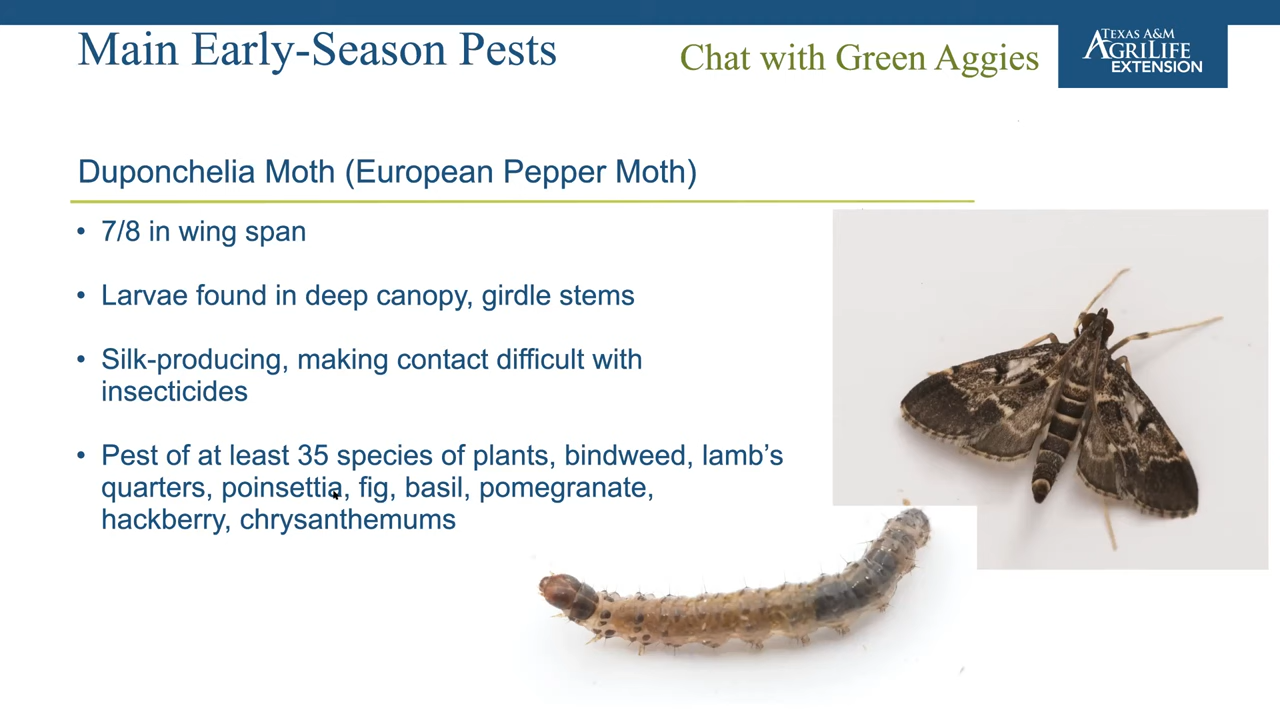 Main Early-Season Pests
Chat with Green Aggies
TEXAS A&M
AGRILIFE
EXTENSION
Duponchelia Moth (European Pepper Moth)
• 7/8 in wing span
• Larvae found in deep canopy, girdle stems
• Silk-producing, making contact difficult with
insecticides
• Pest of at least 35 species of plants, bindweed, lamb’s
quarters, poinsettia, fig, basil, pomegranate,
hackberry, chrysanthemums